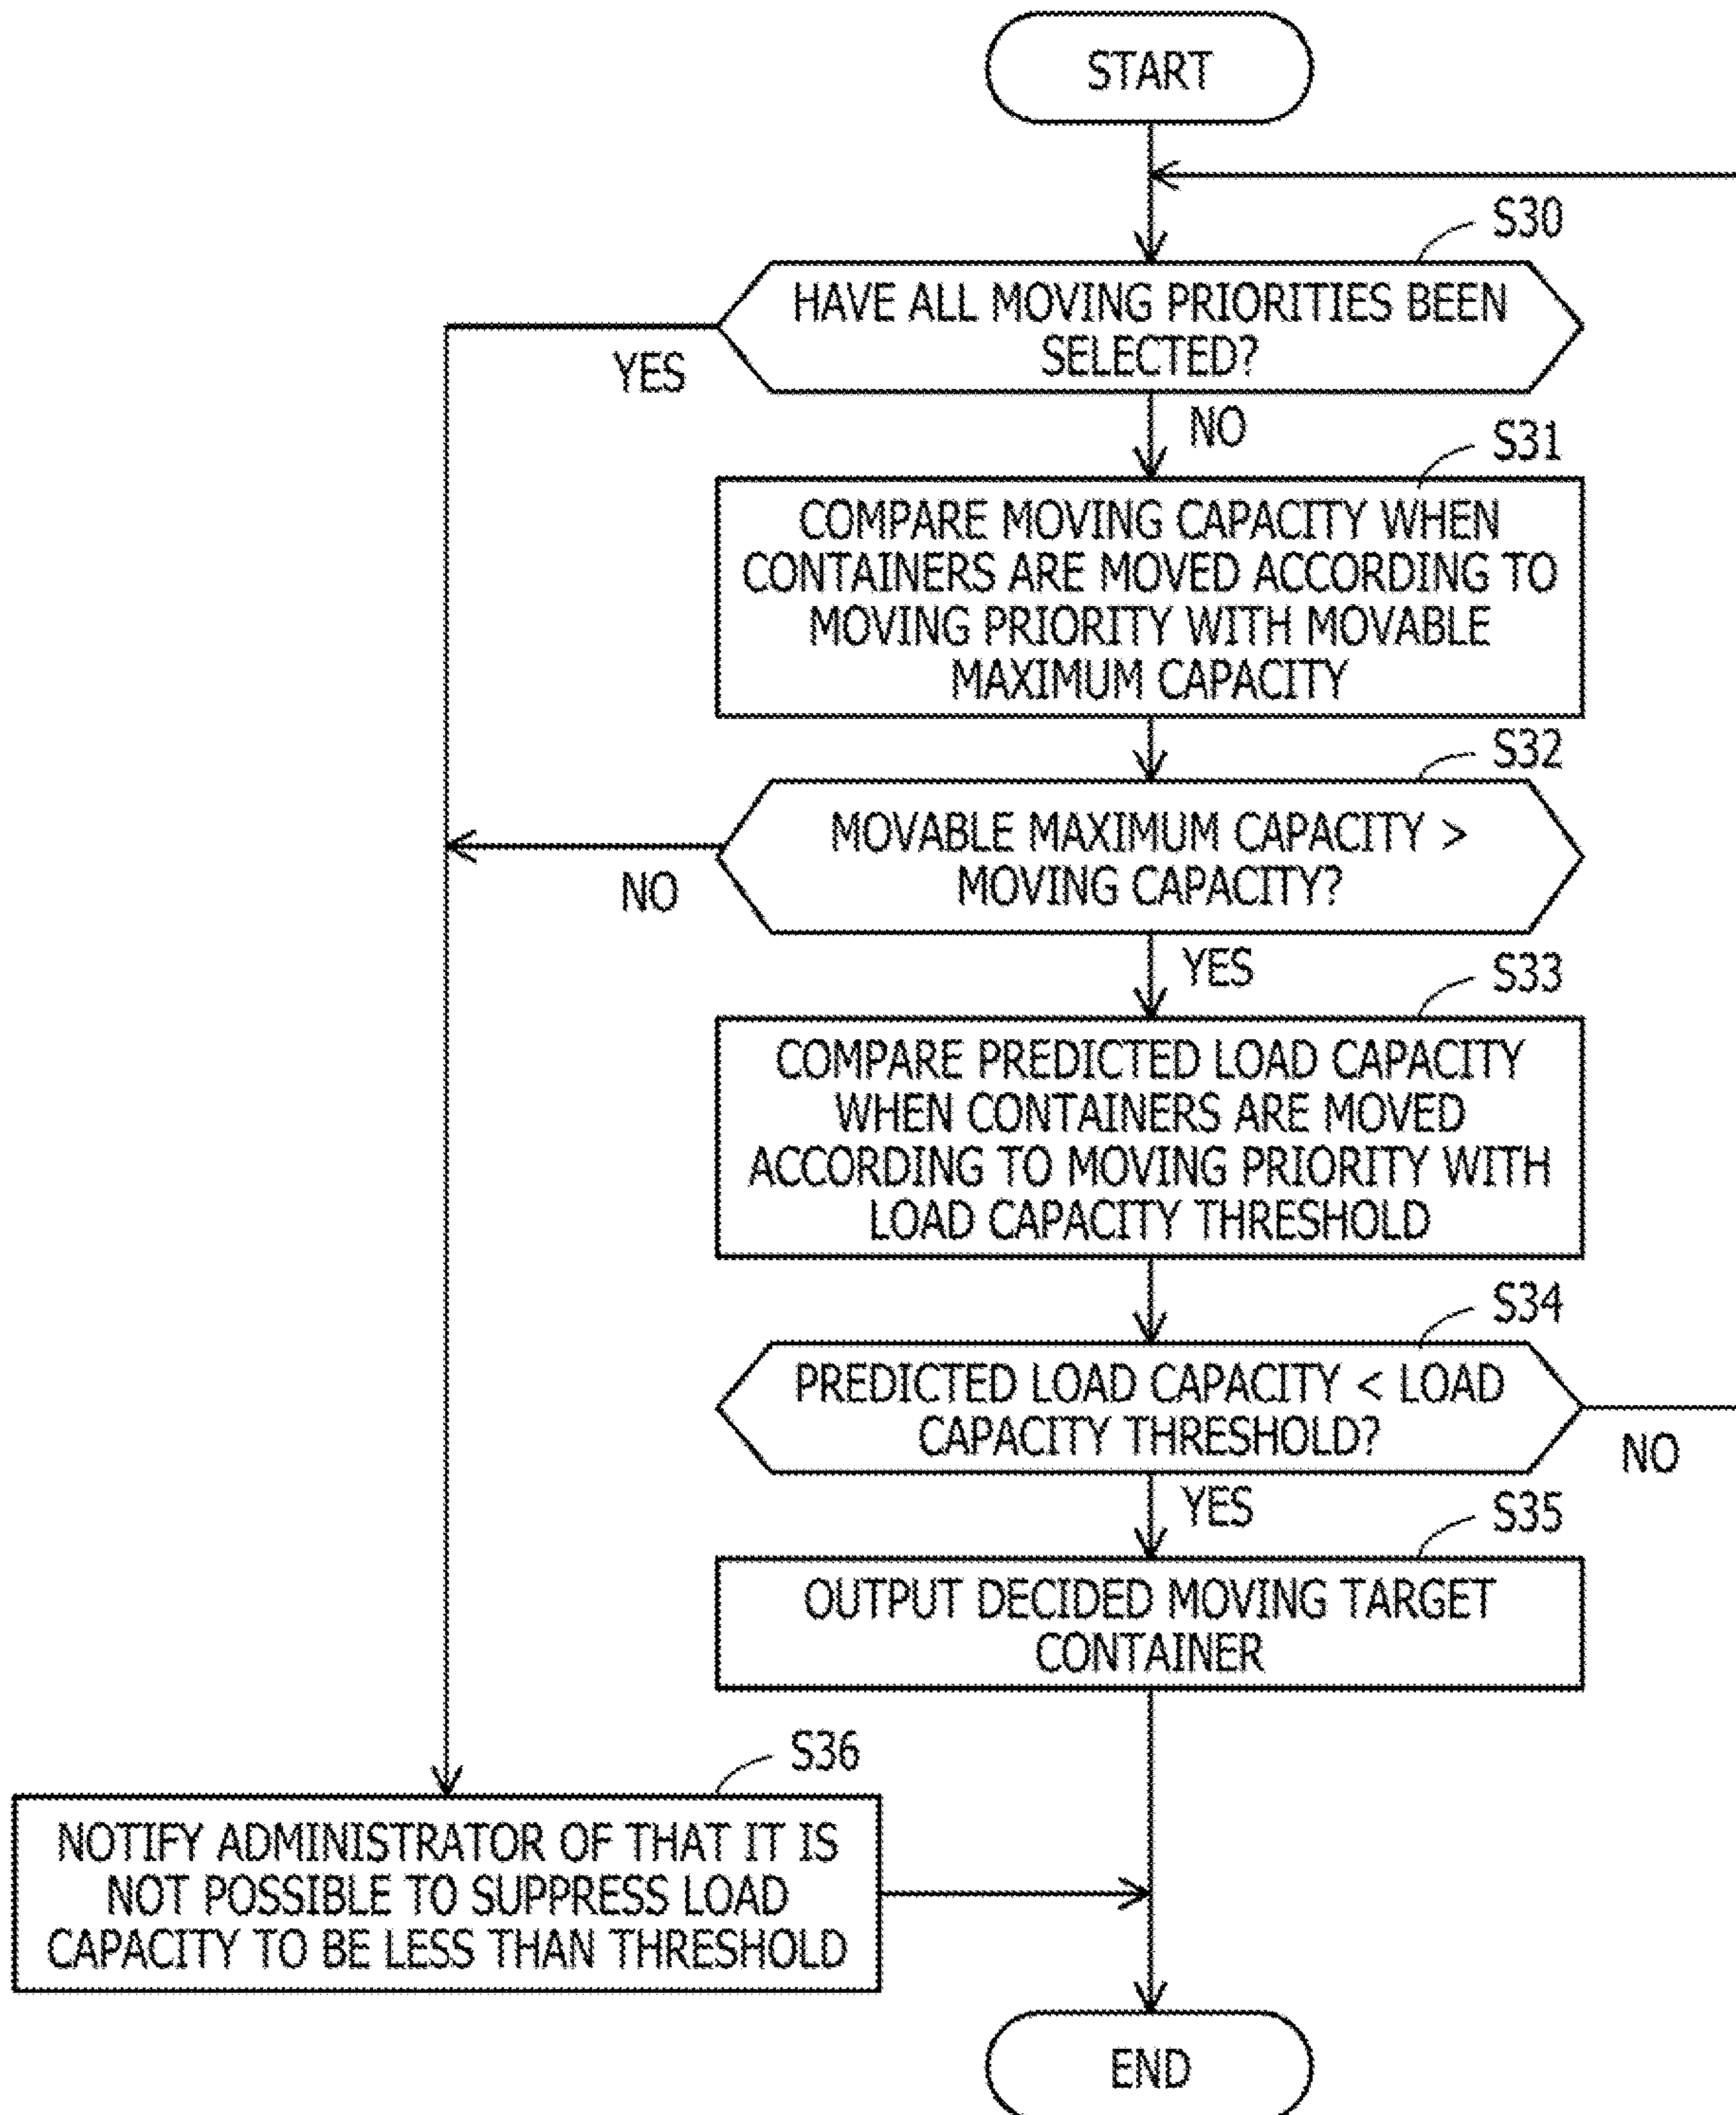 START
S30
HAVE ALL MOVING PRIORITIES BEEN
SELECTED?
YES
NO
S31
COMPARE MOVING CAPACITY WHEN
CONTAINERS ARE MOVED ACCORDING TO
MOVING PRIORITY WITH MOVABLE
MAXIMUM CAPACITY
S32
MOVABLE MAXIMUM CAPACITY >
MOVING CAPACITY?
NO
YES
S33
COMPARE PREDICTED LOAD CAPACITY
WHEN CONTAINERS ARE MOVED
ACCORDING TO MOVING PRIORITY WITH
LOAD CAPACITY THRESHOLD
S34
PREDICTED LOAD CAPACITY < LOAD
CAPACITY THRESHOLD?
NO
YES
S35
OUTPUT DECIDED MOVING TARGET
CONTAINER
S36
NOTIFY ADMINISTRATOR OF THAT IT IS
NOT POSSIBLE TO SUPPRESS LOAD
CAPACITY TO BE LESS THAN THRESHOLD
END